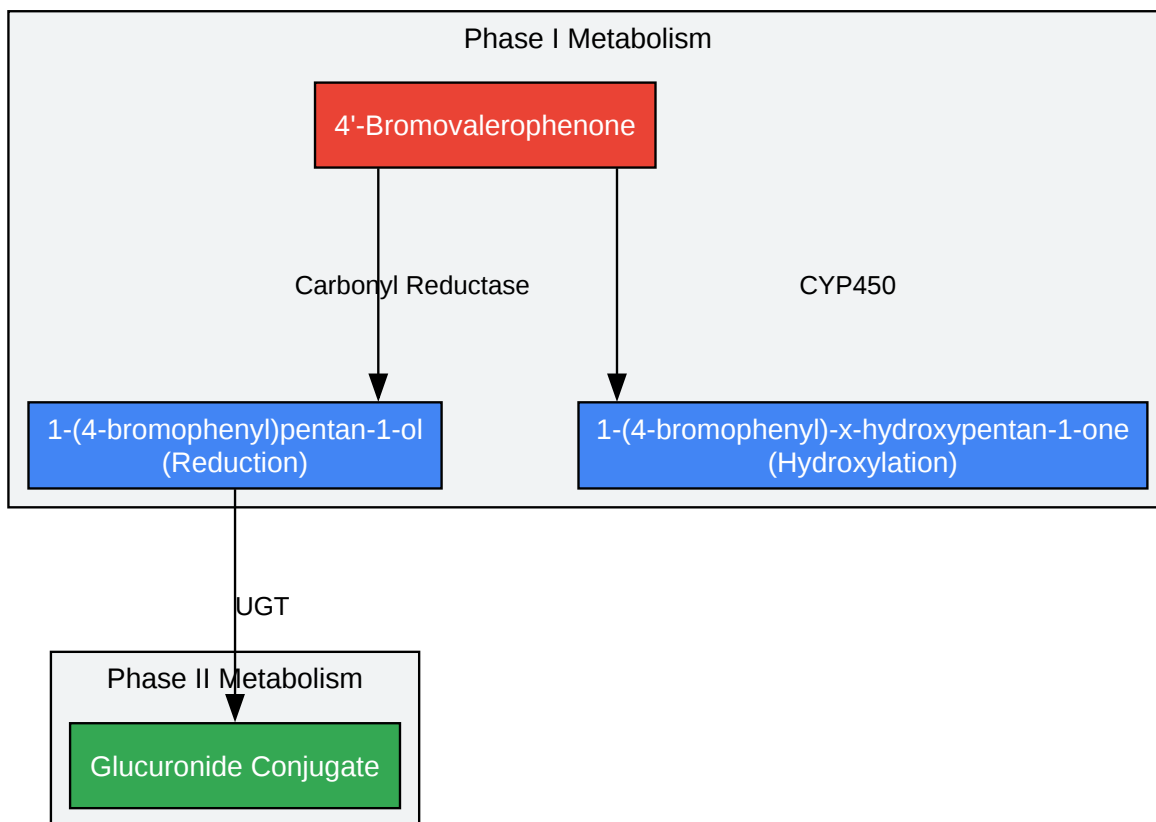 Phase I Metabolism
4'-Bromovalerophenone
Carbonyl Reductase
CYP450
1-(4-bromophenyl)pentan-1-ol
(Reduction)
1-(4-bromophenyl)-x-hydroxypentan-1-one
(Hydroxylation)
UGT
Phase II Metabolism
Glucuronide Conjugate